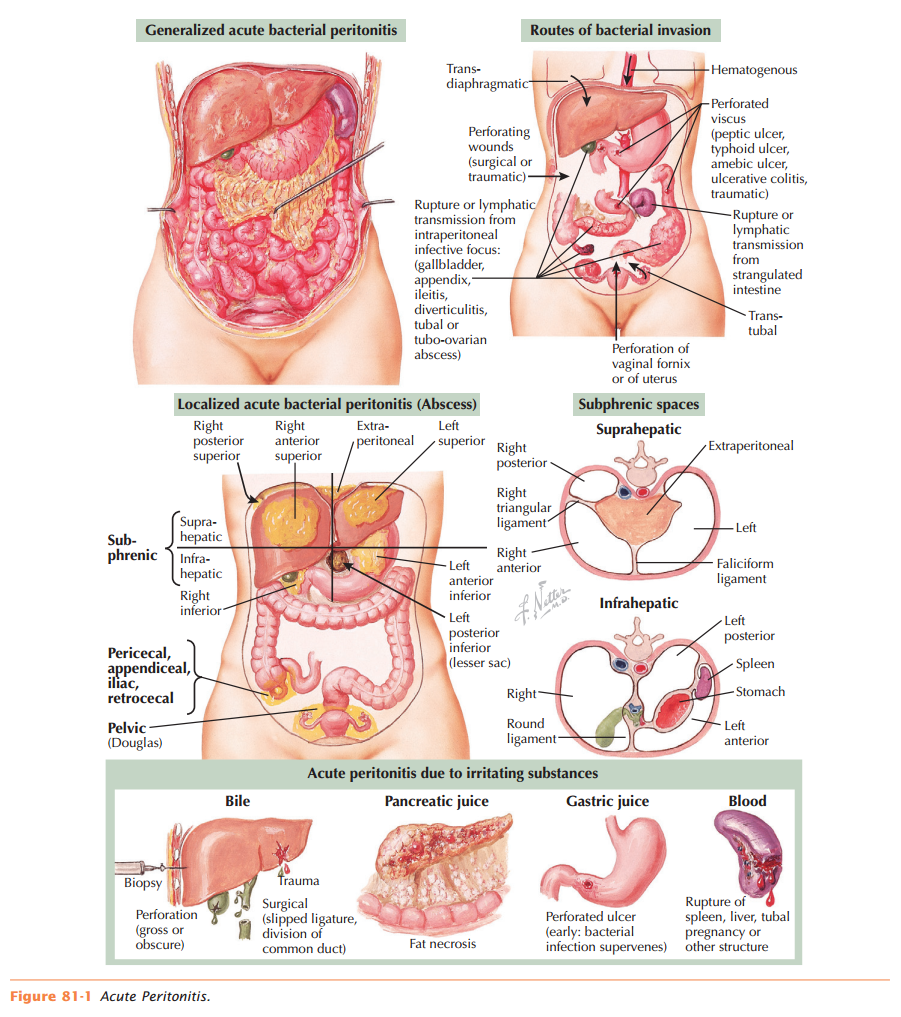 Generalized acute bacterial peritonitis
Routes of bacterial invasion
Trans-
diaphragmatic
Hematogenous
Perforating
wounds
(surgical or
traumatic)
Perforated
viscus
(peptic ulcer,
typhoid ulcer,
amebic ulcer,
ulcerative colitis,
traumatic)
Rupture or lymphatic
transmission from
intraperitoneal
infective focus:
(gallbladder,
appendix,
ileitis,
diverticulitis,
tubal or
tubo-ovarian
abscess)
Rupture or
lymphatic
transmission
from
strangulated
intestine
Trans-
tubal
Perforation of
vaginal fornix
or of uterus
Localized acute bacterial peritonitis (Abscess)
Right
posterior
superior
Right
anterior
superior
Extra-
peritoneal
Left
superior
Sub-
phrenic
Supra-
hepatic
Infra-
hepatic
Right
inferior
Left
anterior
inferior
Left
posterior
inferior
(lesser sac)
Pericecal,
appendiceal,
iliac,
retrocecal
Pelvic
(Douglas)
Subphrenic spaces
Suprahepatic
Right
posterior
Extraperitoneal
Right
triangular
ligament
Left
Right
anterior
Faliciform
ligament
F. Netter
M.D.
Infrahepatic
Left
posterior
Spleen
Right
Stomach
Round
ligament
Left
anterior
Acute peritonitis due to irritating substances
Bile
Pancreatic juice
Gastric juice
Blood
Biopsy
Trauma
Perforation
(gross or
obscure)
Surgical
(slipped ligature,
division of
common duct)
Fat necrosis
Perforated ulcer
(early: bacterial
infection supervenes)
Rupture of
spleen, liver, tubal
pregnancy or
other structure
Figure 81-1 Acute Peritonitis.